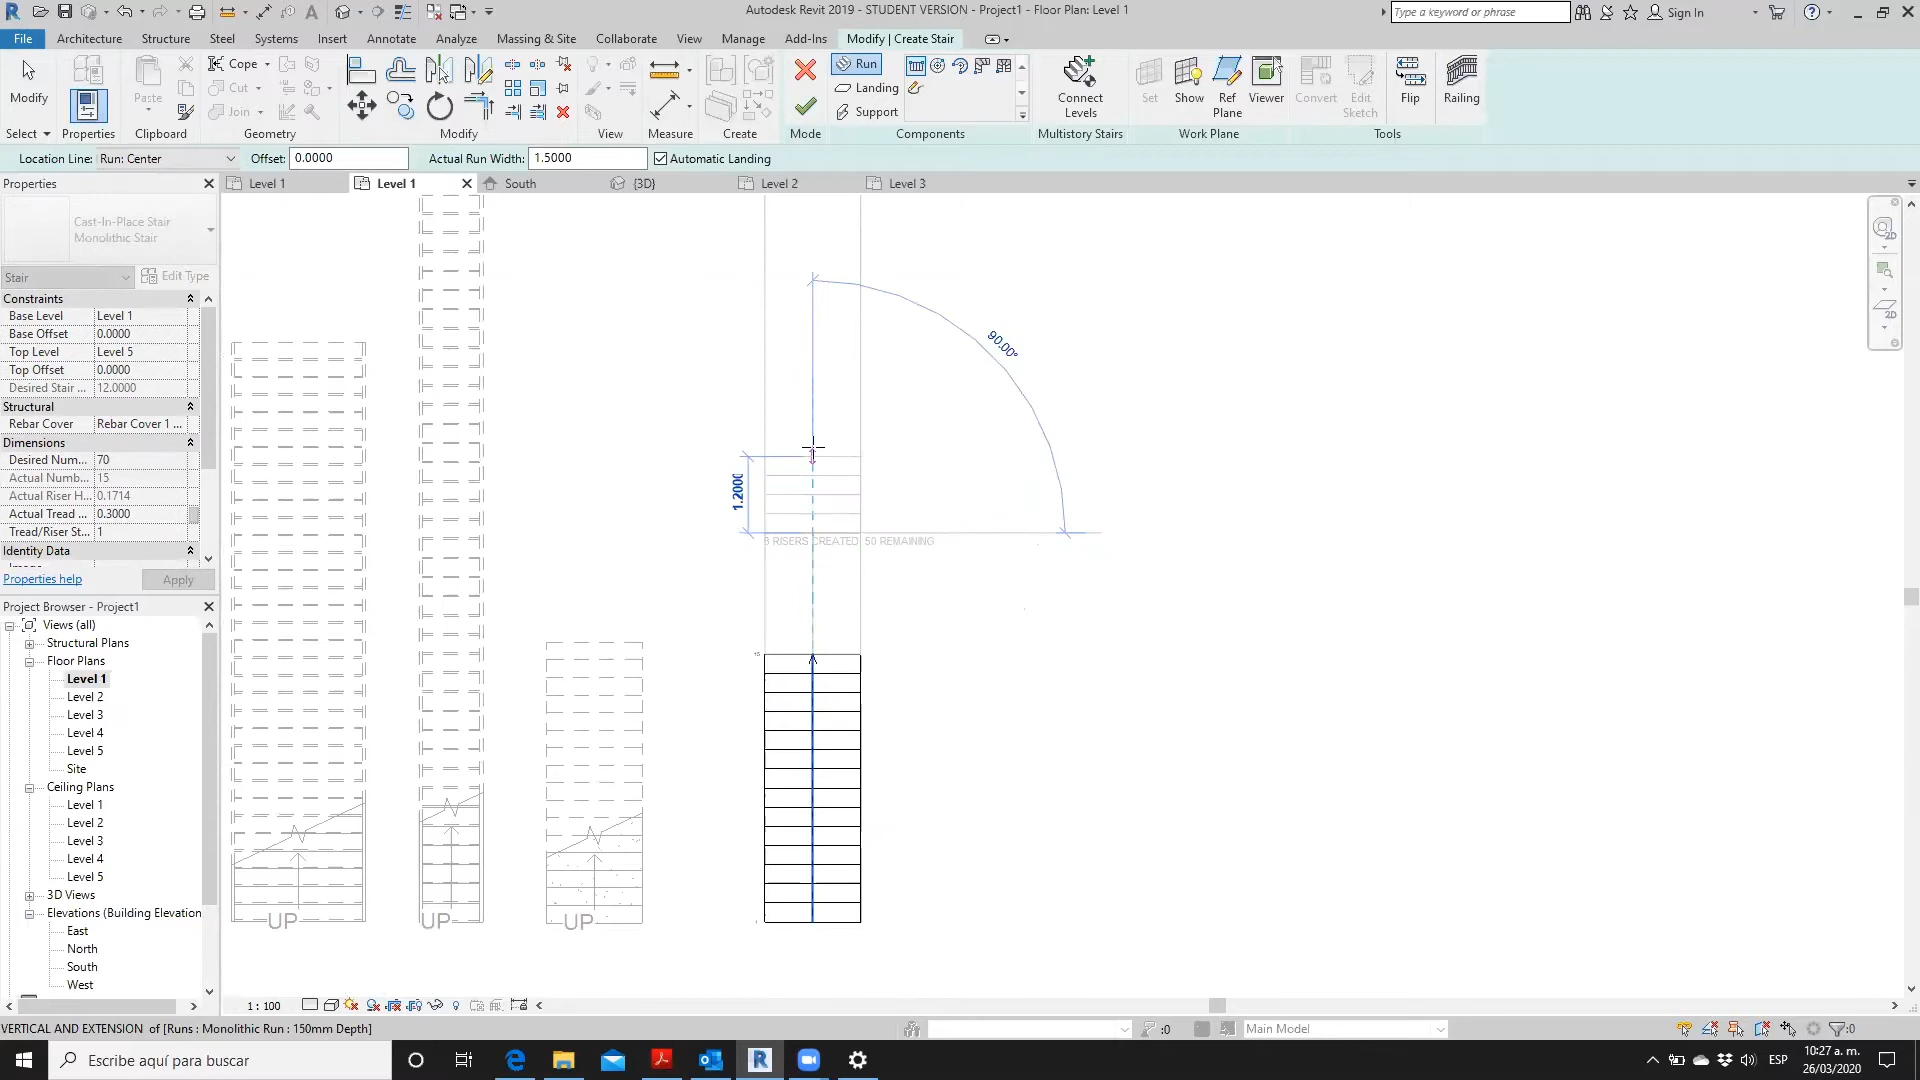 Autodesk Revit 2019 - STUDENT VERSION - Project1 - Floor Plan: Level 1
Type a keyword or phrase
Sign In
File Architecture Structure Steel Systems Insert Annotate Analyze Massing & Site Collaborate View Manage Add-Ins Modify | Create Stair
Modify
Paste
Cope
Cut
Join
Run
Landing
Support
Connect Levels
Set
Show
Ref Plane
Viewer
Convert
Edit Sketch
Flip
Railing
Select Properties Clipboard Geometry Modify View Measure Create Mode Components Multistory Stairs Work Plane Tools
Location Line: Run: Center Offset: 0.0000 Actual Run Width: 1.5000 Automatic Landing
Properties
Level 1 Level 1 South {3D} Level 2 Level 3
Cast-In-Place Stair
Monolithic Stair
Stair Edit Type
Constraints
Base Level Level 1
Base Offset 0.0000
Top Level Level 5
Top Offset 0.0000
Desired Stair ... 12.0000
Structural
Rebar Cover Rebar Cover 1 ...
Dimensions
Desired Num... 70
Actual Numb... 15
Actual Riser H... 0.1714
Actual Tread ... 0.3000
Tread/Riser St... 1
Identity Data
Properties help Apply
Project Browser - Project1
Views (all)
Structural Plans
Floor Plans
Level 1
Level 2
Level 3
Level 4
Level 5
Site
Ceiling Plans
Level 1
Level 2
Level 3
Level 4
Level 5
3D Views
Elevations (Building Elevation
East
North
South
West
90.00°
1.2000
RISERS CREATED 50 REMAINING
15
UP UP UP
1 : 100
VERTICAL AND EXTENSION of [Runs : Monolithic Run : 150mm Depth]
:0 Main Model :0
Escribe aquí para buscar
ESP
10:27 a. m.
26/03/2020